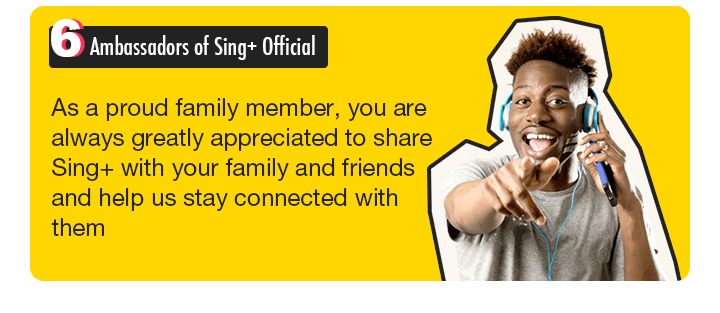 6 Ambassadors of Sing+ Official
As a proud family member, you are
always greatly appreciated to share
Sing+ with your family and friends
and help us stay connected with
them